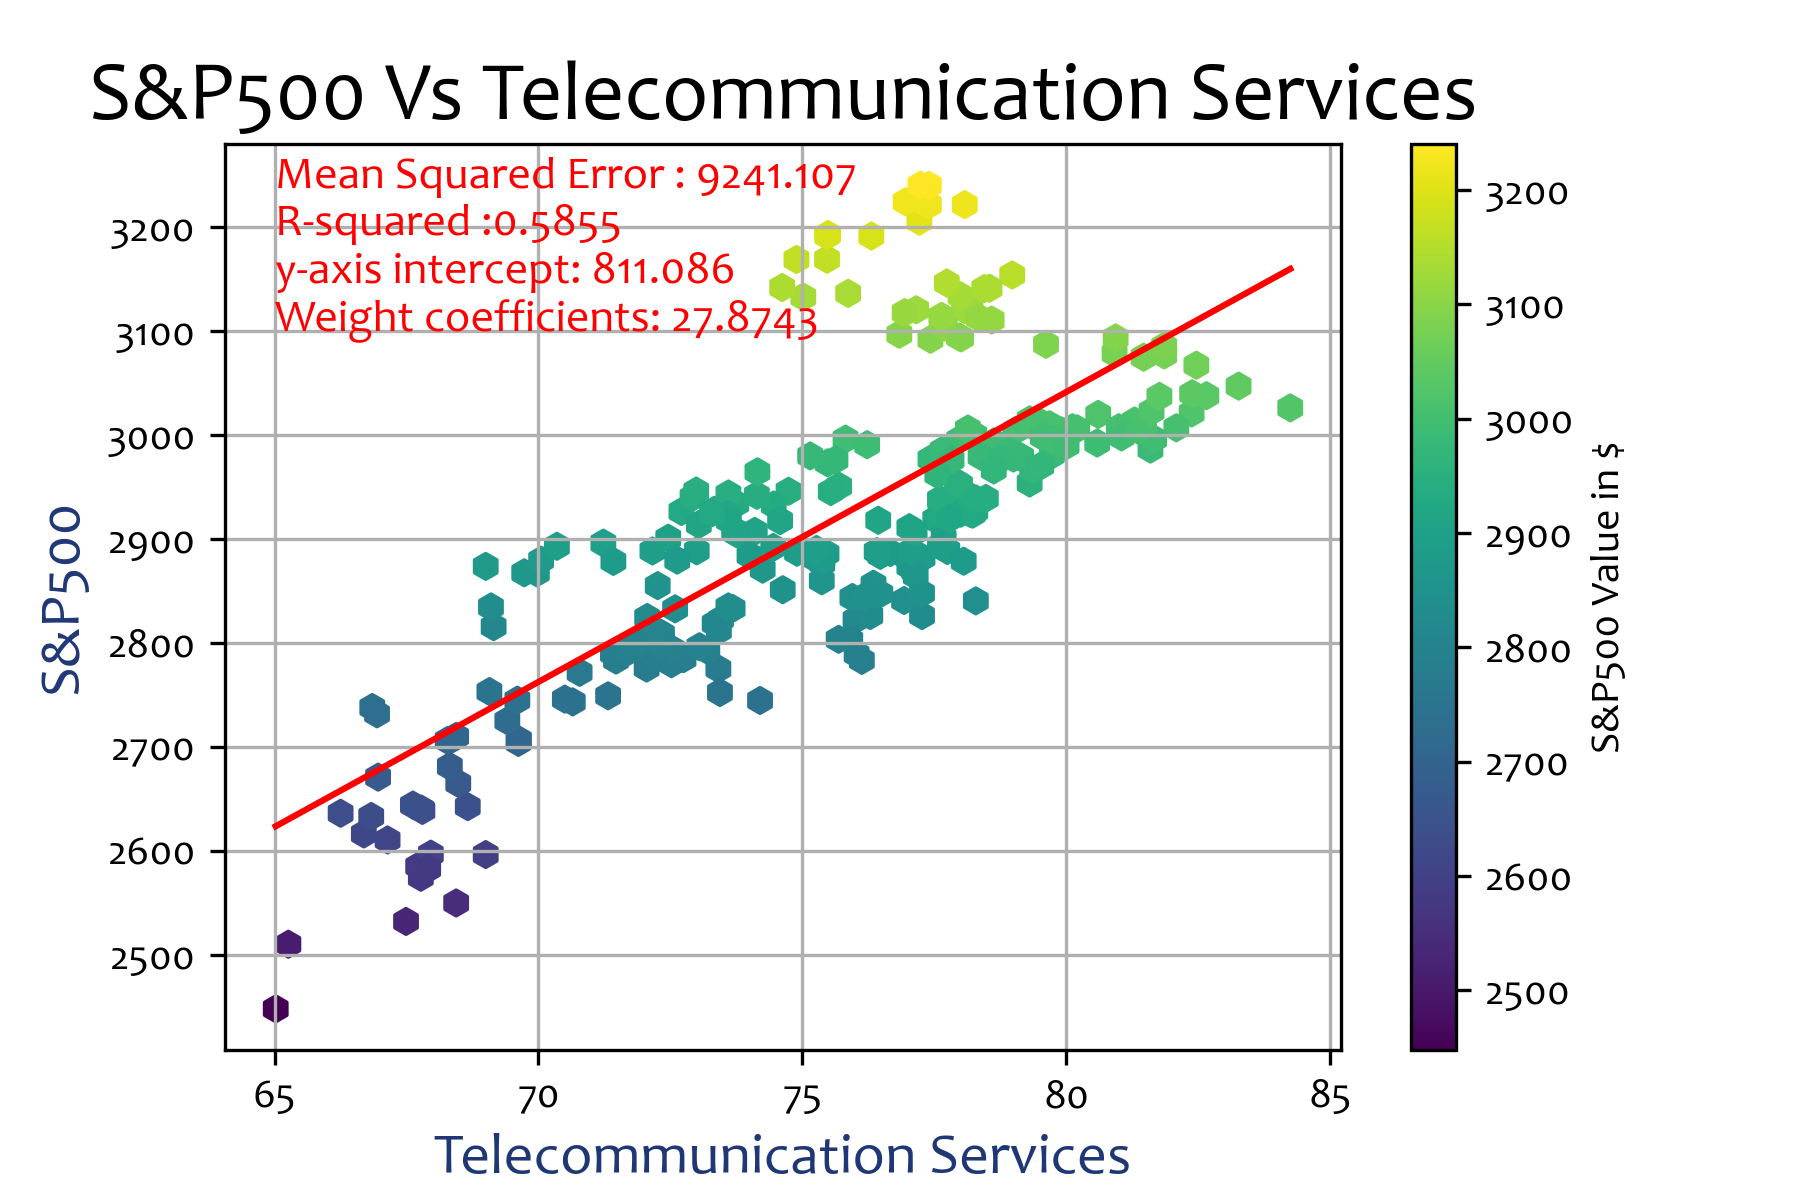 S&P500 Vs Telecommunication Services
Mean Squared Error : 9241.107
R-squared :0.5855
y-axis intercept: 811.086
Weight coefficients: 27.8743
3200
3100
3000
2900
2800
2700
2600
2500
S&P500
65 70 75 80 85
Telecommunication Services
3200
3100
3000
2900
2800
2700
2600
2500
S&P500 Value in $